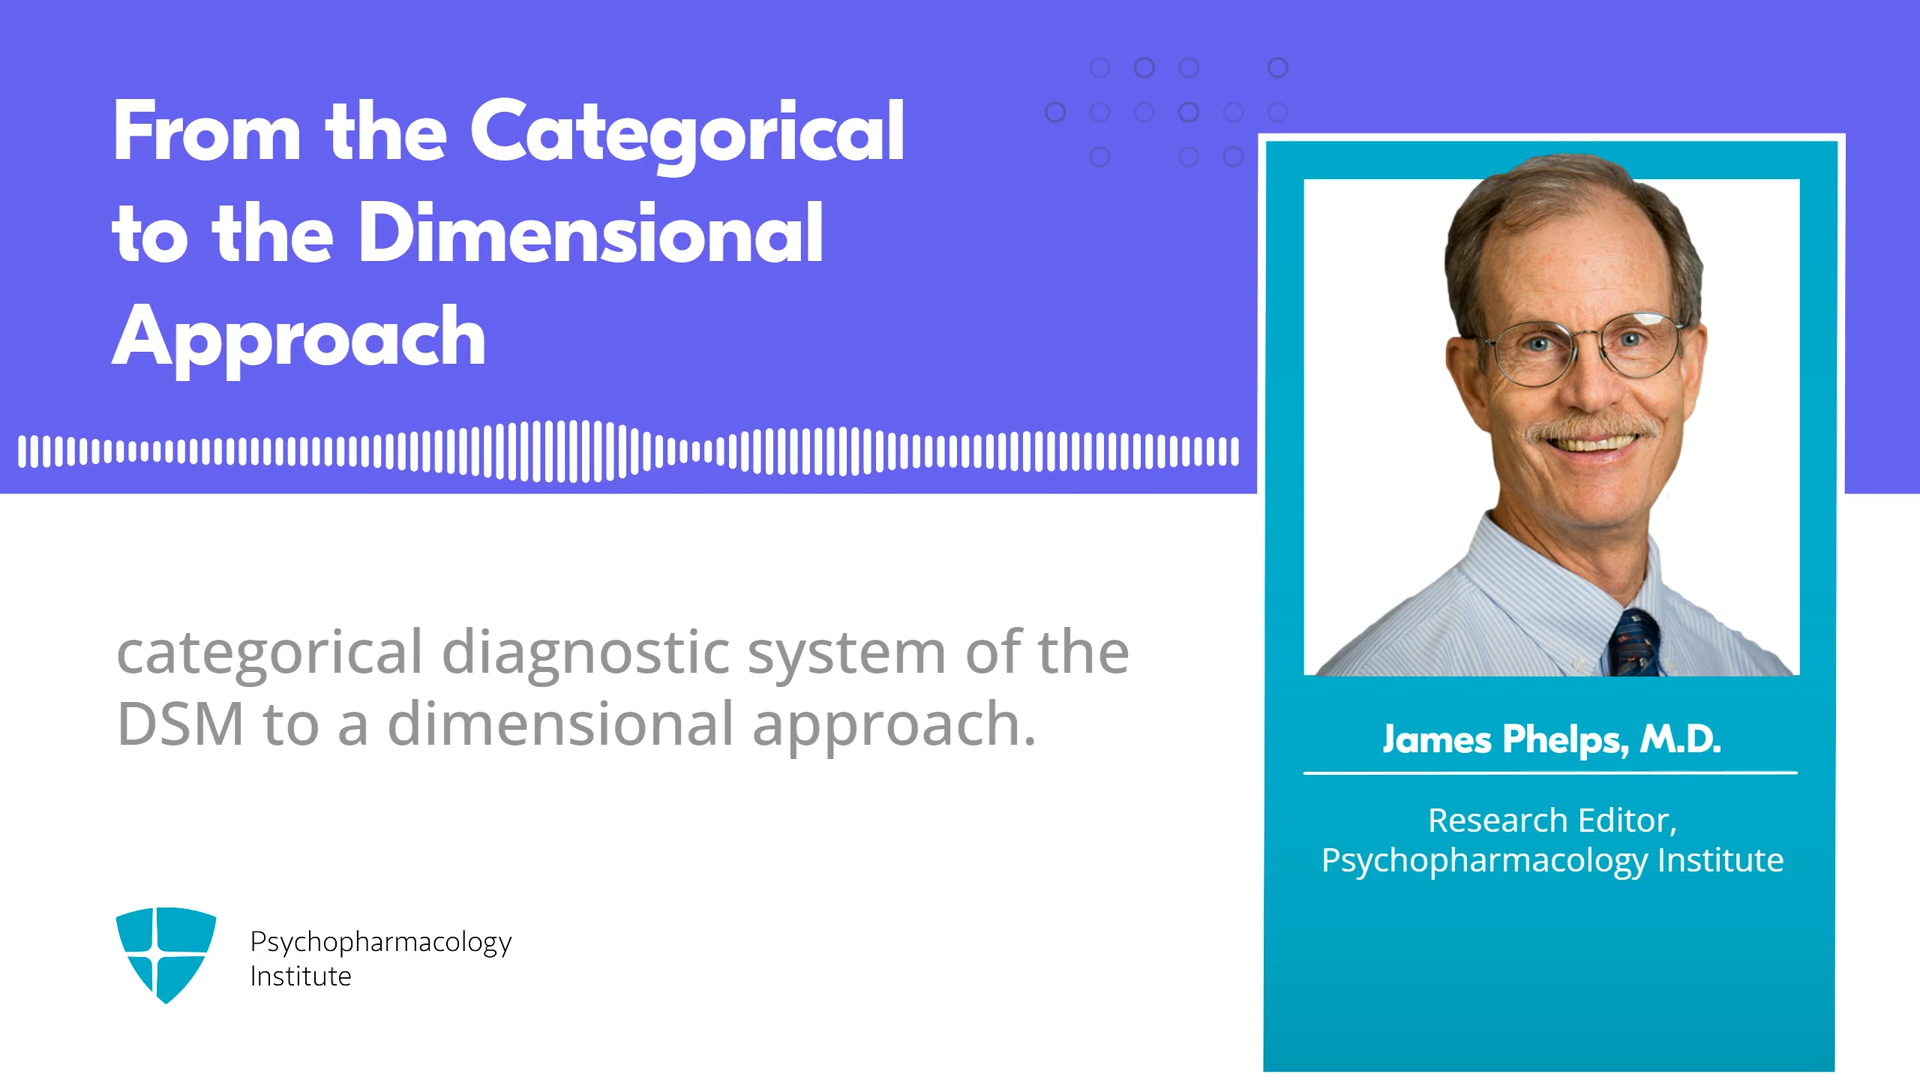 From the Categorical
to the Dimensional
Approach
categorical diagnostic system of the
DSM to a dimensional approach.
James Phelps, M.D.
Research Editor,
Psychopharmacology Institute
Psychopharmacology
Institute